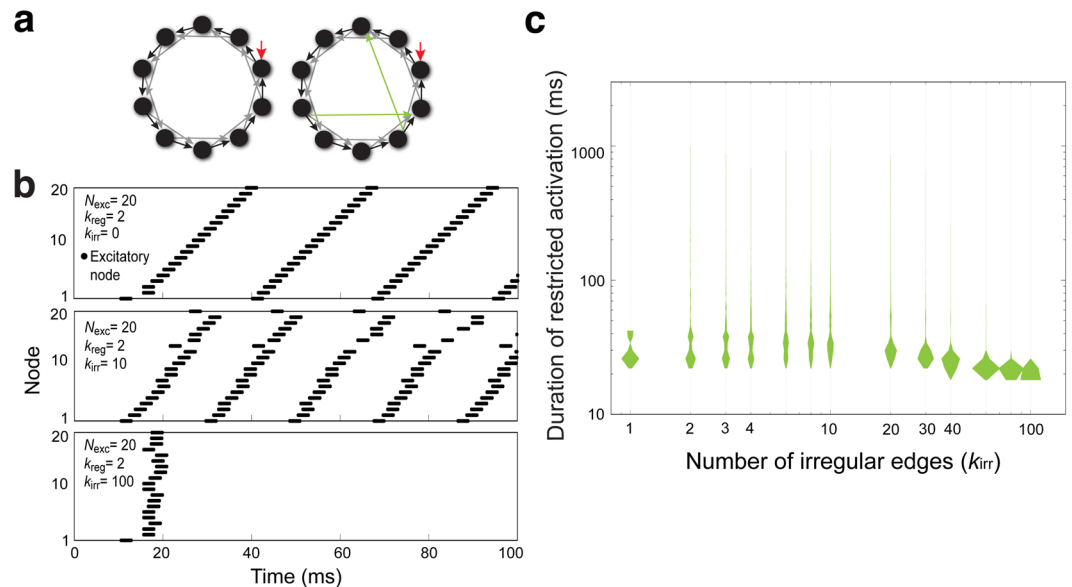 a
b
Node
20
10
1
Nexc= 20
kreg= 2
kirr= 0
Excitatory
node
20
10
1
Nexc= 20
kreg= 2
kirr= 10
20
10
1
Nexc= 20
kreg= 2
kirr= 100
0 20 40 60 80 100
Time (ms)
c
Duration of restricted activation (ms)
1000
100
10
1 2 3 4 10 20 30 40 100
Number of irregular edges (kirr)